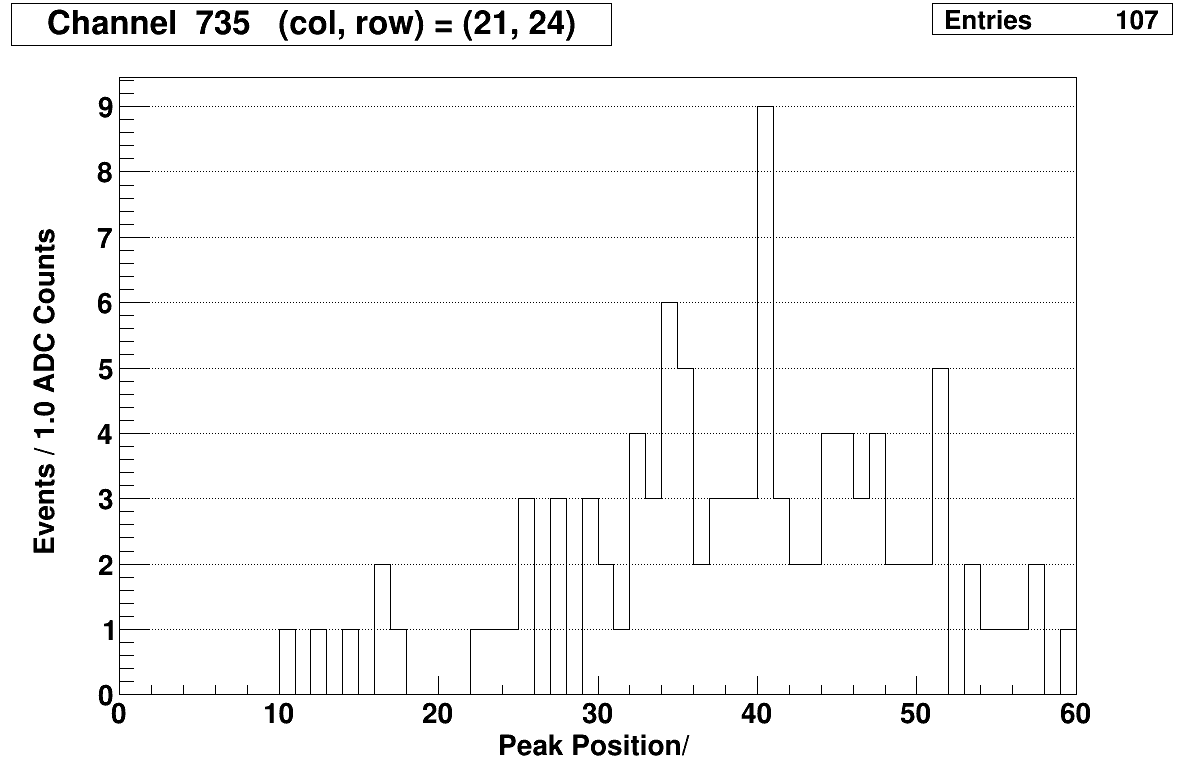 Channel 735 (col, row) = (21, 24)
Entries 107
9
8
7
6
5
4
3
2
1
0
Events / 1.0 ADC Counts
0 10 20 30 40 50 60
Peak Position/